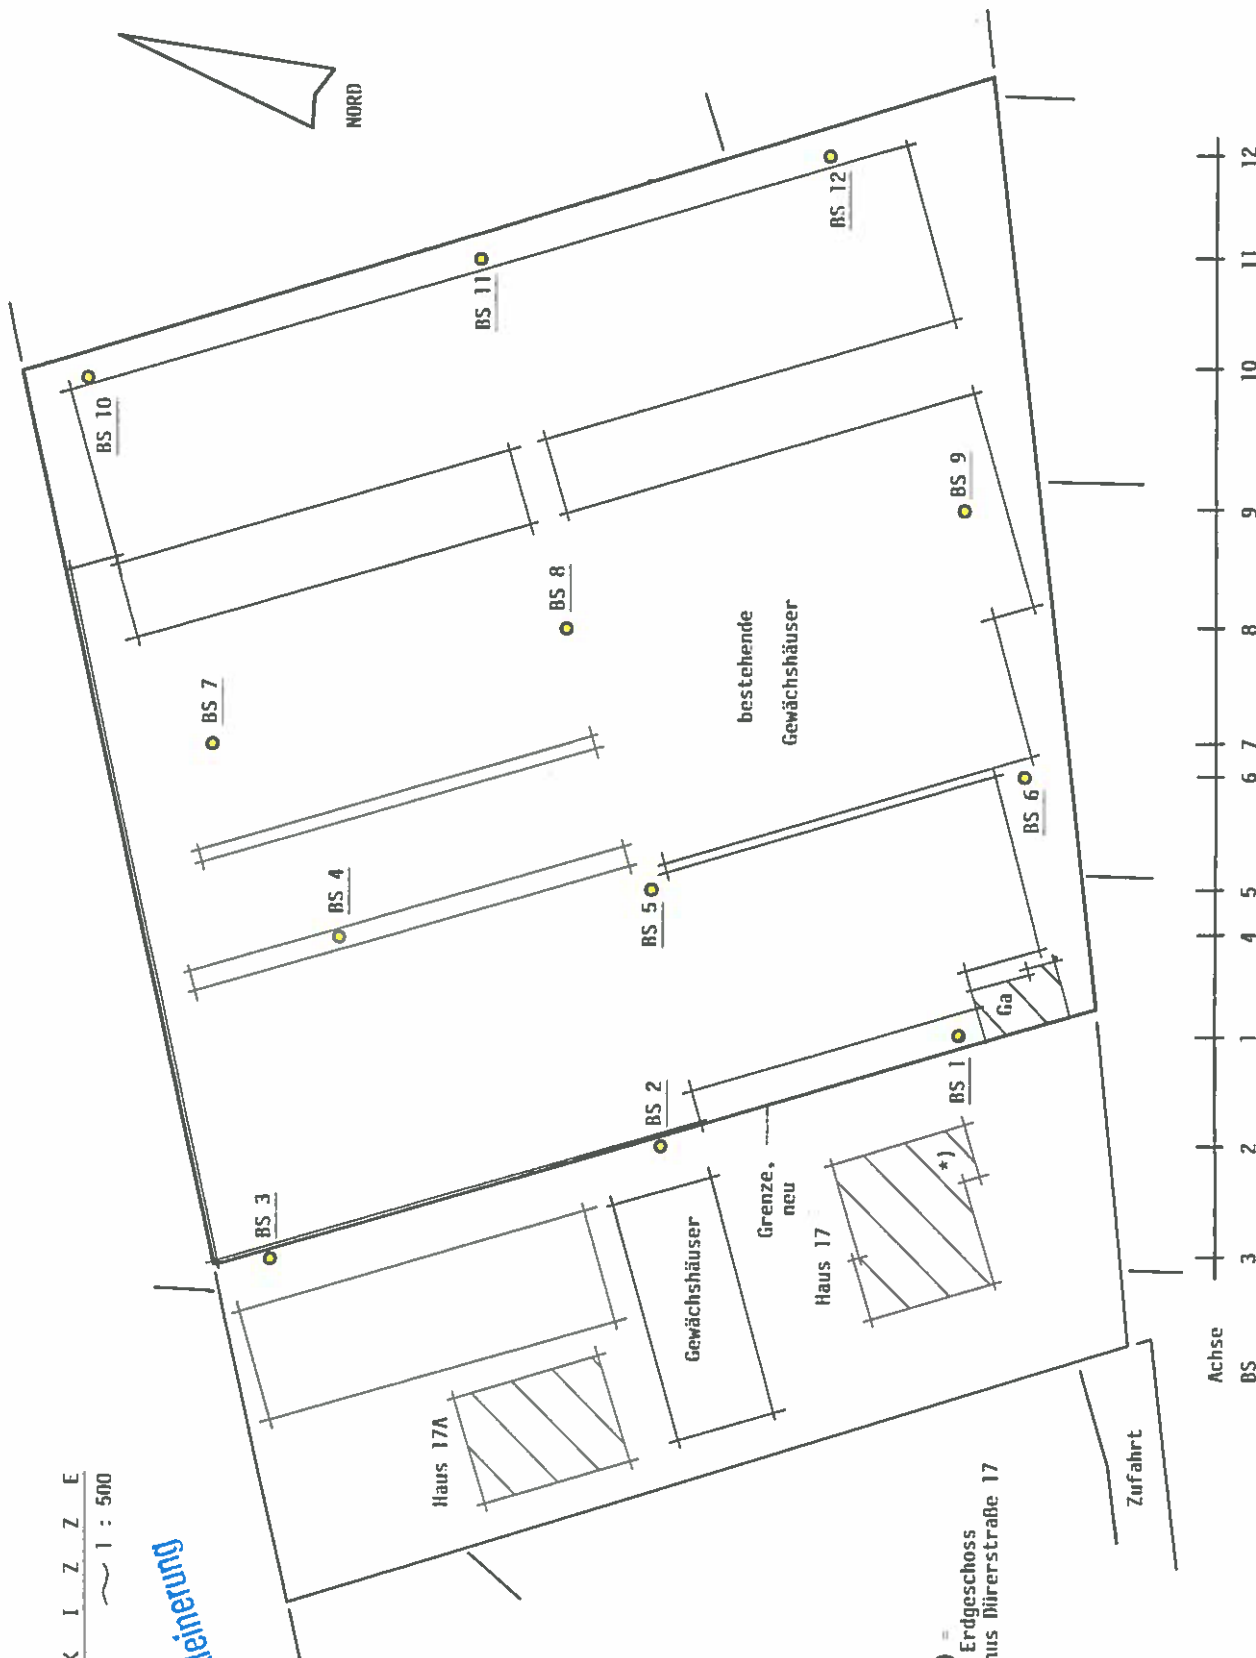 K I Z Z E
~ 1 : 500
NORD
BS 10
BS 11
BS 12
BS 7
BS 8
BS 9
BS 4
BS 5
BS 6
bestehende
Gewächshäuser
BS 3
BS 2
BS 1
Ga
Grenze,
neu
Gewächshäuser
Haus 17
*)
Haus 17A
Erdgeschoss
Dürerstraße 17
Zufahrt
Achse
BS 3 2 1 4 5 6 7 8 9 10 11 12